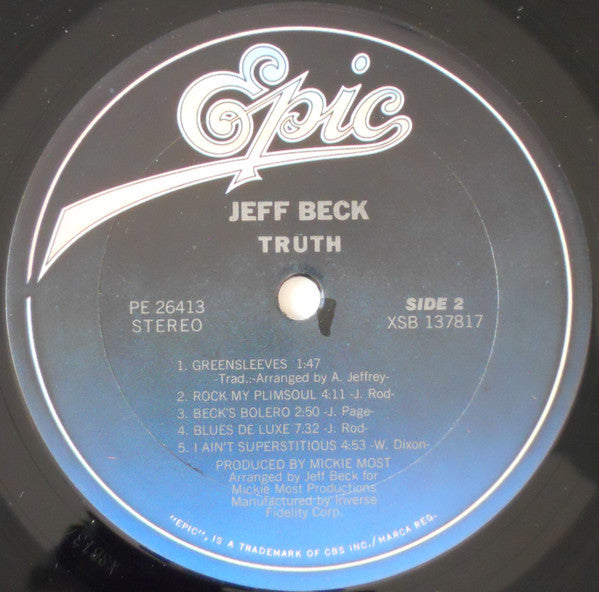 Epic
JEFF BECK
TRUTH
PE 26413
STEREO
SIDE 2
XSB 137817
1. GREENSLEEVES 1:47
-Trad.:-Arranged by A. Jeffrey-
2. ROCK MY PLIMSOUL 4:11 -J. Rod-
3. BECK'S BOLERO 2:50 -J. Page-
4. BLUES DE LUXE 7.32 -J. Rod-
5. I AIN'T SUPERSTITIOUS 4:53 -W. Dixon-
PRODUCED BY MICKIE MOST
Arranged by Jeff Beck for
Mickie Most Productions
Manufactured by Inverse
Fidelity Corp.
"EPIC", IS A TRADEMARK OF CBS INC./MARCA REG.